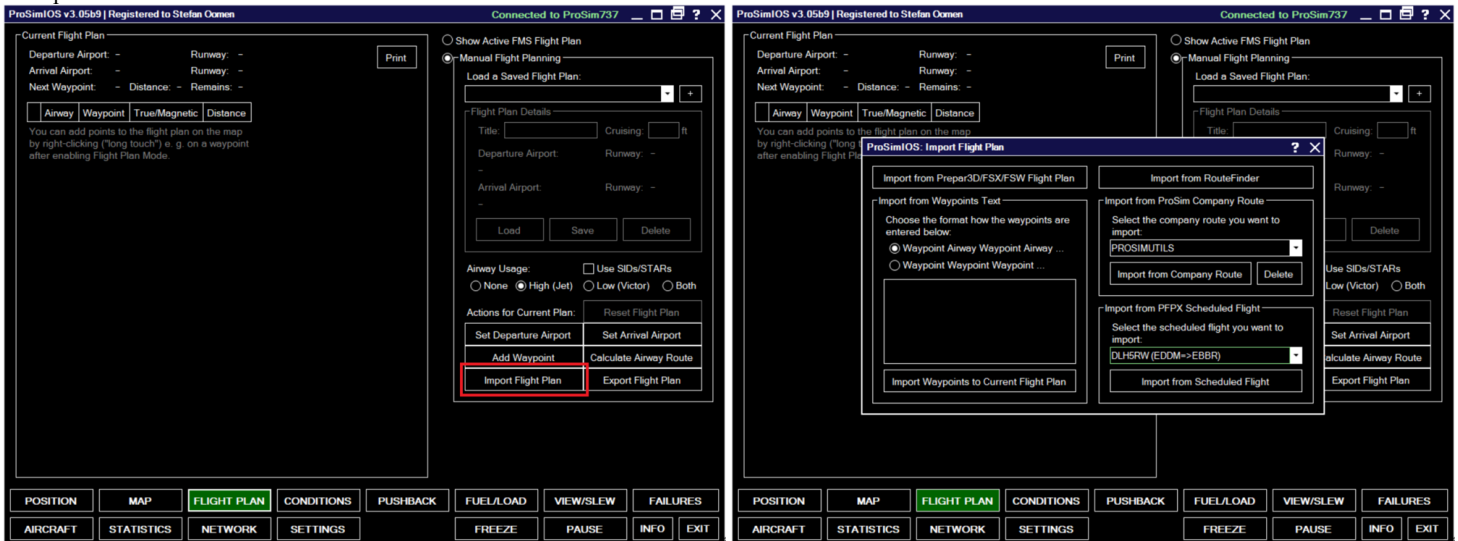 ProSimIOS v3.05b9 | Registered to Stefan Oomen
Connected to ProSim737
?
X
Current Flight Plan
Departure Airport: - Runway: -
Arrival Airport: - Runway: -
Next Waypoint: - Distance: - Remains: -
Print
Airway Waypoint True/Magnetic Distance
You can add points to the flight plan on the map
by right-clicking ("long touch") e. g. on a waypoint
after enabling Flight Plan Mode.
Show Active FMS Flight Plan
Manual Flight Planning
Load a Saved Flight Plan:
+
Flight Plan Details
Title: Cruising: ft
Departure Airport: Runway: -
-
Arrival Airport: Runway: -
-
Load Save Delete
Airway Usage: Use SIDs/STARs
None High (Jet) Low (Victor) Both
Actions for Current Plan: Reset Flight Plan
Set Departure Airport Set Arrival Airport
Add Waypoint Calculate Airway Route
Import Flight Plan Export Flight Plan
POSITION MAP FLIGHT PLAN CONDITIONS PUSHBACK FUEL/LOAD VIEW/SLEW FAILURES
AIRCRAFT STATISTICS NETWORK SETTINGS FREEZE PAUSE INFO EXIT
ProSimIOS v3.05b9 | Registered to Stefan Oomen
Connected to ProSim737
?
X
Current Flight Plan
Departure Airport: - Runway: -
Arrival Airport: - Runway: -
Next Waypoint: - Distance: - Remains: -
Print
Airway Waypoint True/Magnetic Distance
You can add points to the flight plan on the map
by right-clicking ("long t
after enabling Flight Pla
Show Active FMS Flight Plan
Manual Flight Planning
Load a Saved Flight Plan:
+
Flight Plan Details
Title: Cruising: ft
Runway: -
Runway: -
Delete
Use SIDs/STARs
Low (Victor) Both
Reset Flight Plan
Set Arrival Airport
alculate Airway Route
Export Flight Plan
ProSimIOS: Import Flight Plan
? X
Import from Prepar3D/FSX/FSW Flight Plan
Import from RouteFinder
Import from Waypoints Text
Choose the format how the waypoints are
entered below:
Waypoint Airway Waypoint Airway ...
Waypoint Waypoint Waypoint ...
Import Waypoints to Current Flight Plan
Import from ProSim Company Route
Select the company route you want to
import:
PROSIMUTILS
Import from Company Route Delete
Import from PFPX Scheduled Flight
Select the scheduled flight you want to
import:
DLH5RW (EDDM=>EBBR)
Import from Scheduled Flight
POSITION MAP FLIGHT PLAN CONDITIONS PUSHBACK FUEL/LOAD VIEW/SLEW FAILURES
AIRCRAFT STATISTICS NETWORK SETTINGS FREEZE PAUSE INFO EXIT